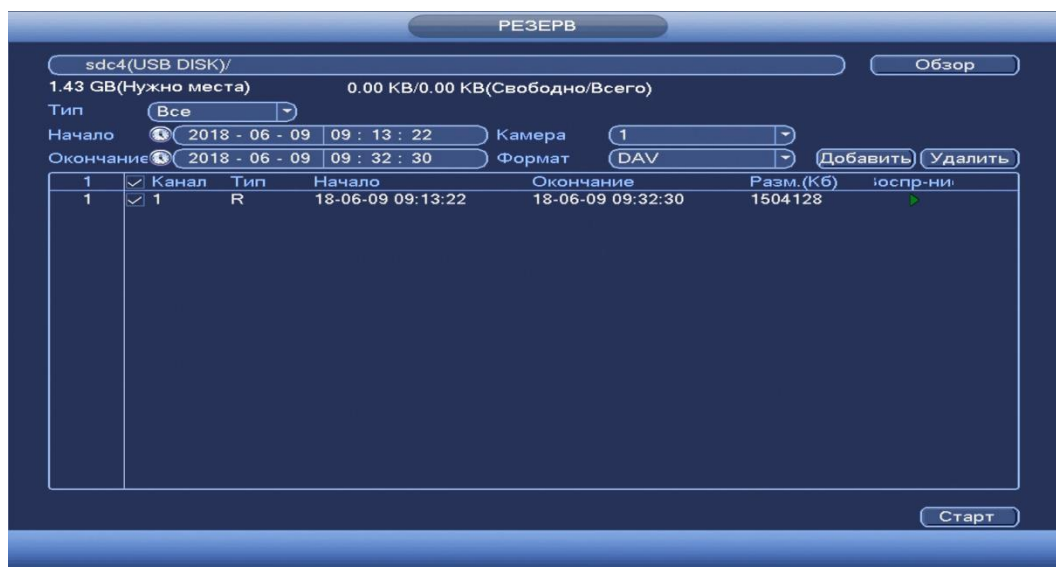 РЕЗЕРВ
sdc4(USB DISK)/ Обзор
1.43 GB(Нужно места) 0.00 KB/0.00 KB(Свободно/Всего)
Тип Все
Начало 2018 - 06 - 09 09 : 13 : 22 Камера 1
Окончание 2018 - 06 - 09 09 : 32 : 30 Формат DAV Добавить Удалить
1 Канал Тип Начало Окончание Разм.(Кб) воспр-ни
1 1 R 18-06-09 09:13:22 18-06-09 09:32:30 1504128
Старт